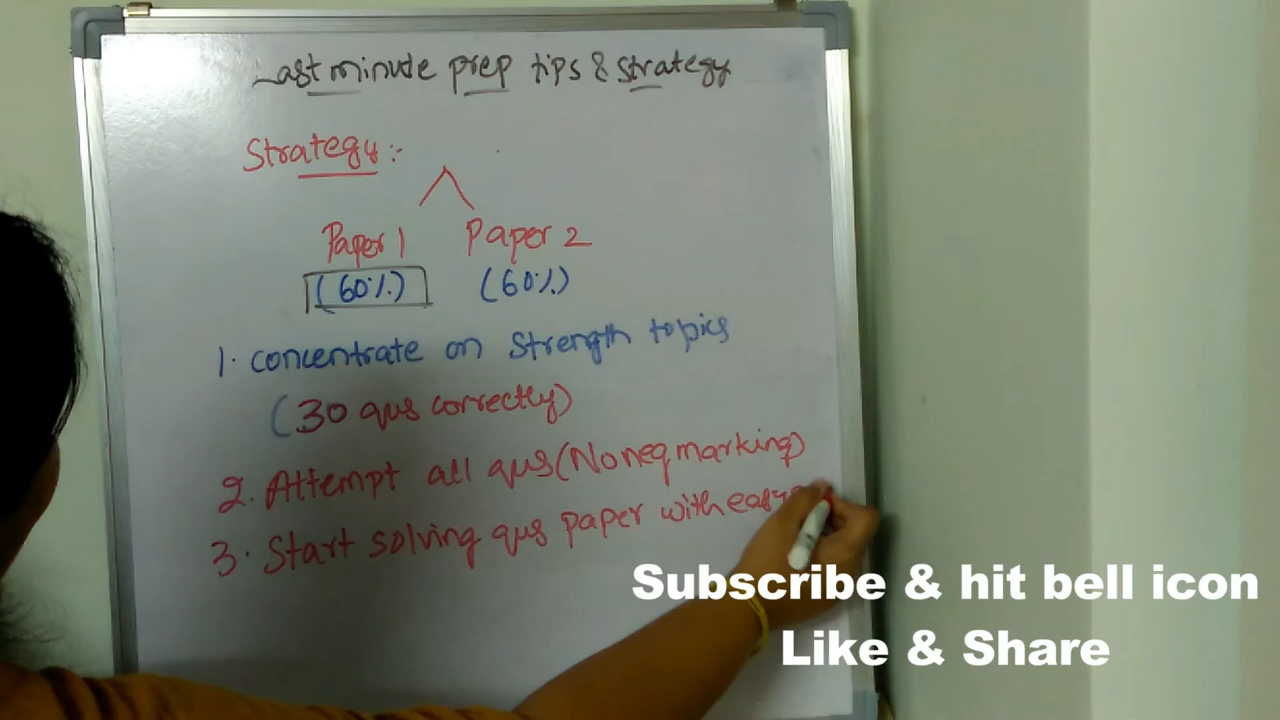 Last minute prep tips & strategy
Strategy:-
Paper 1 Paper 2
(60%) (60%)
1. concentrate on strength topics
(30 qus correctly)
2. Attempt all qus (No neg marking)
3. Start solving qus paper with easy
Subscribe & hit bell icon
Like & Share